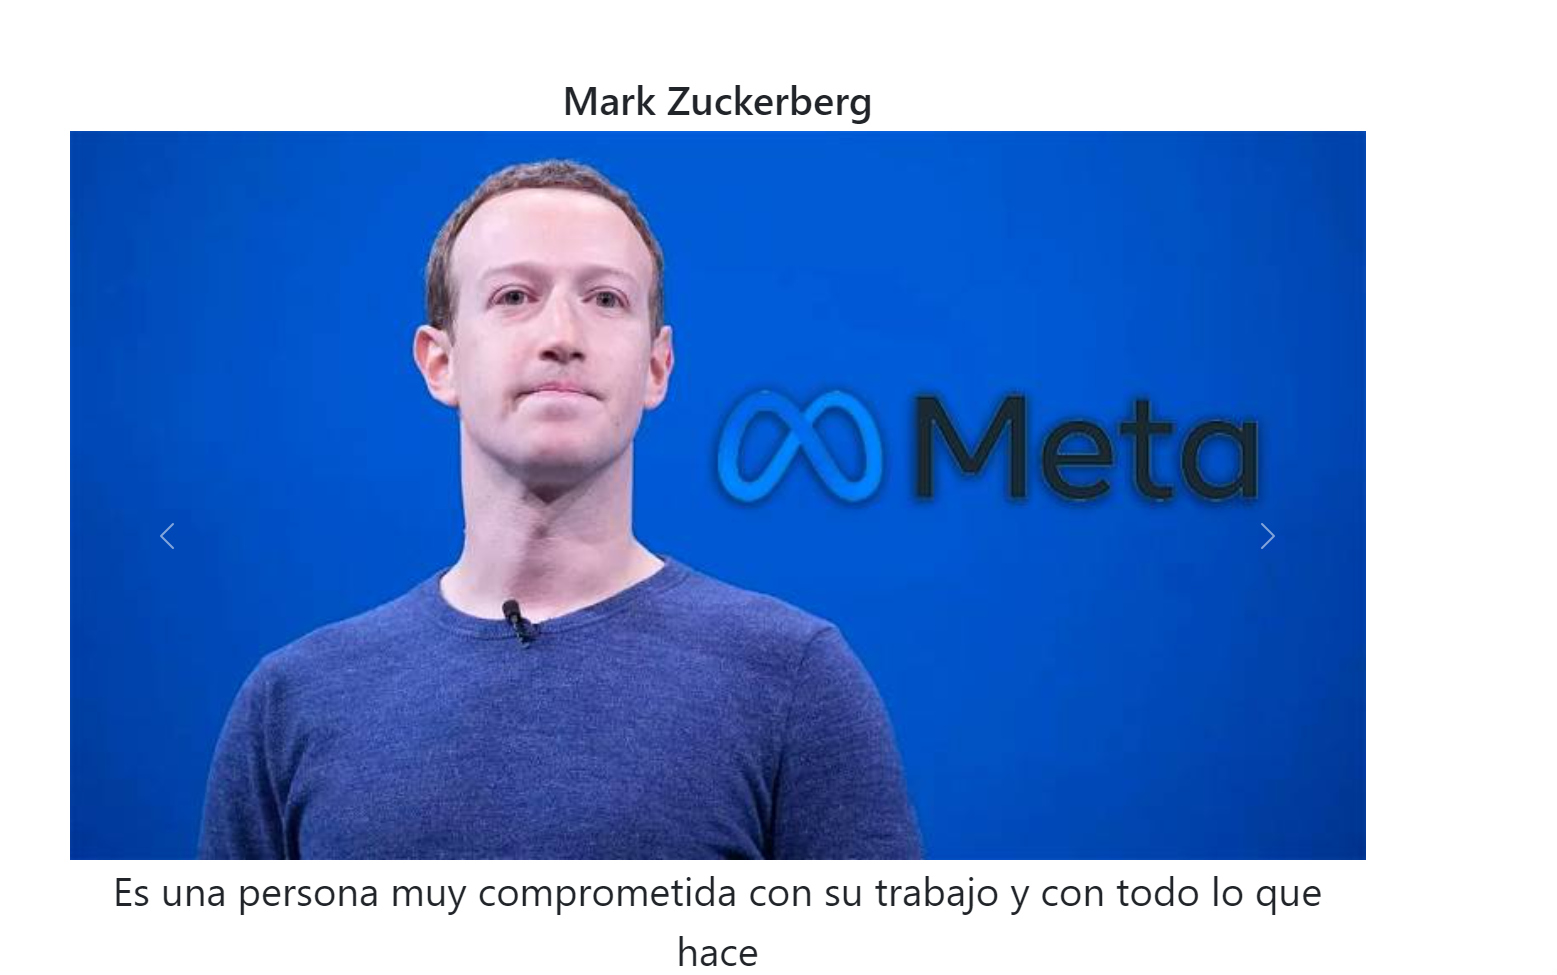 Mark Zuckerberg
Meta
Es una persona muy comprometida con su trabajo y con todo lo que
hace